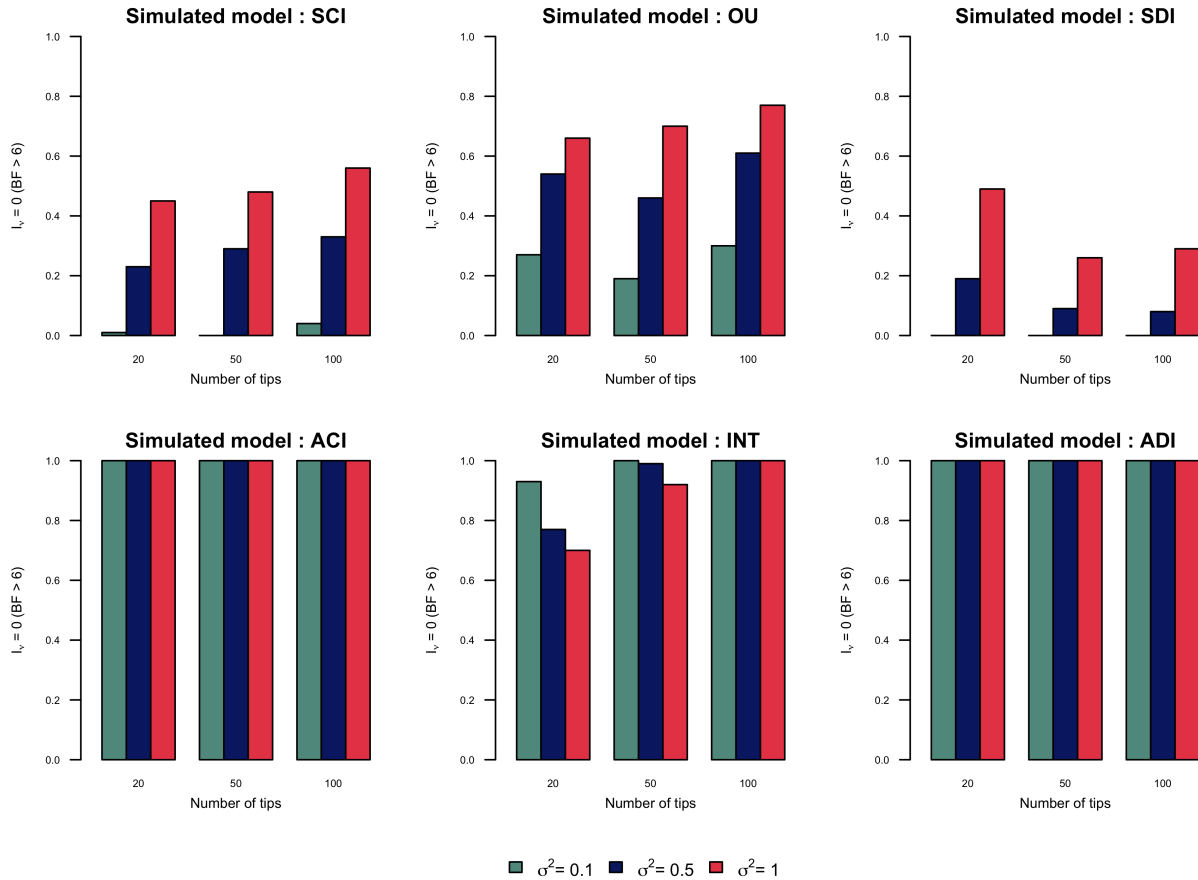 Simulated model : SCI
I_ν = 0 (BF > 6)
1.0
0.8
0.6
0.4
0.2
0.0
20 50 100
Number of tips
Simulated model : OU
I_ν = 0 (BF > 6)
1.0
0.8
0.6
0.4
0.2
0.0
20 50 100
Number of tips
Simulated model : SDI
I_ν = 0 (BF > 6)
1.0
0.8
0.6
0.4
0.2
0.0
20 50 100
Number of tips
Simulated model : ACI
I_ν = 0 (BF > 6)
1.0
0.8
0.6
0.4
0.2
0.0
20 50 100
Number of tips
Simulated model : INT
I_ν = 0 (BF > 6)
1.0
0.8
0.6
0.4
0.2
0.0
20 50 100
Number of tips
Simulated model : ADI
I_ν = 0 (BF > 6)
1.0
0.8
0.6
0.4
0.2
0.0
20 50 100
Number of tips
σ²= 0.1 σ²= 0.5 σ²= 1